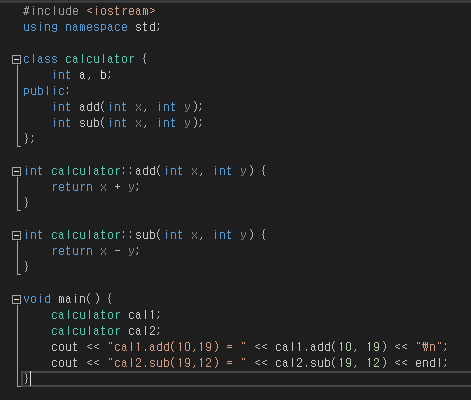 #include <iostream>
using namespace std;
class calculator {
int a, b;
public:
int add(int x, int y);
int sub(int x, int y);
};
int calculator::add(int x, int y) {
return x + y;
}
int calculator::sub(int x, int y) {
return x - y;
}
void main() {
calculator cal1;
calculator cal2;
cout << "cal1.add(10,19) = " << cal1.add(10, 19) << "₩n";
cout << "cal2.sub(19,12) = " << cal2.sub(19, 12) << endl;
}